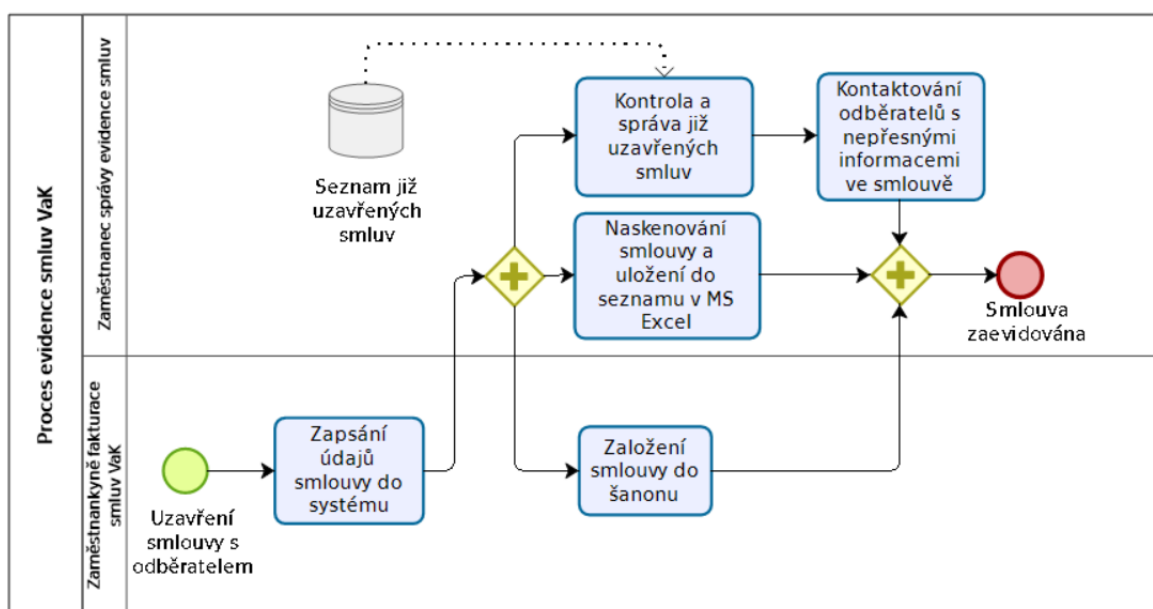 Proces evidence smluv VaK
Zaměstnanec správy evidence smluv
Seznam již
uzavřených
smluv
Kontrola a
správa již
uzavřených
smluv
Kontaktování
odběratelů s
nepřesnými
informacemi
ve smlouvě
Naskenování
smlouvy a
uložení do
seznamu v MS
Excel
Smlouva
zaevidována
Zaměstnankyně fakturace
smluv VaK
Uzavření
smlouvy s
odběratelem
Zapsání
údajů
smlouvy do
systému
Založení
smlouvy do
šanonu